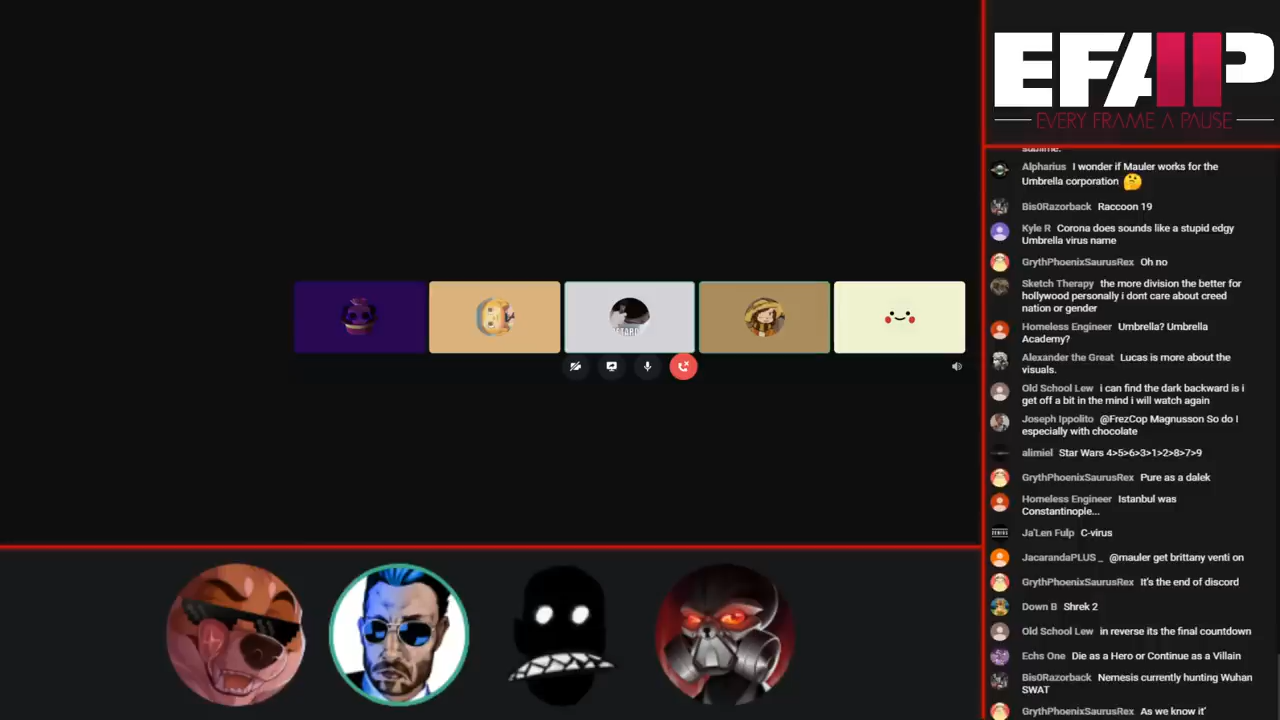 EFAP
EVERY FRAME A PAUSE
sublime.
Alpharius I wonder if Mauler works for the
Umbrella corporation 🤔
Bis0Razorback Raccoon 19
Kyle R Corona does sounds like a stupid edgy
Umbrella virus name
GrythPhoenixSaurusRex Oh no
Sketch Therapy the more division the better for
hollywood personally i dont care about creed
nation or gender
Homeless Engineer Umbrella? Umbrella
Academy?
Alexander the Great Lucas is more about the
visuals.
Old School Lew i can find the dark backward is i
get off a bit in the mind i will watch again
Joseph Ippolito @FrezCop Magnusson So do I
especially with chocolate
alimiel Star Wars 4>5>6>3>1>2>8>7>9
GrythPhoenixSaurusRex Pure as a dalek
Homeless Engineer Istanbul was
Constantinople...
Ja'Len Fulp C-virus
JacarandaPLUS _ @mauler get brittany venti on
GrythPhoenixSaurusRex It's the end of discord
Down B Shrek 2
Old School Lew in reverse its the final countdown
Echs One Die as a Hero or Continue as a Villain
Bis0Razorback Nemesis currently hunting Wuhan
SWAT
GrythPhoenixSaurusRex As we know it'